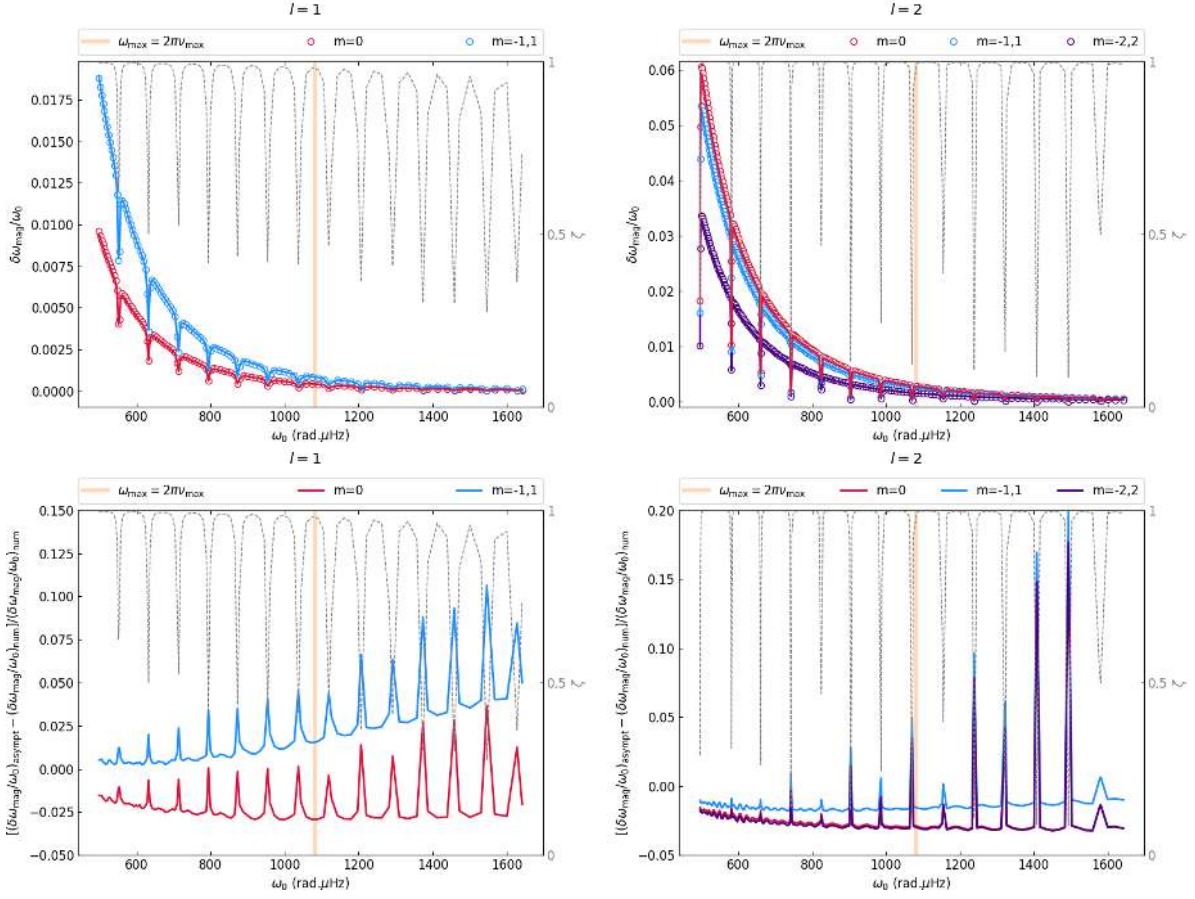 l = 1
ω_max = 2πν_max m=0 m=-1,1
δω_mag/ω_0
0.0175
0.0150
0.0125
0.0100
0.0075
0.0050
0.0025
0.0000
1
0.5
0
ζ
600 800 1000 1200 1400 1600
ω_0 (rad.μHz)
l = 2
ω_max = 2πν_max m=0 m=-1,1 m=-2,2
δω_mag/ω_0
0.06
0.05
0.04
0.03
0.02
0.01
0.00
1
0.5
0
ζ
600 800 1000 1200 1400 1600
ω_0 (rad.μHz)
l = 1
ω_max = 2πν_max m=0 m=-1,1
[(δω_mag/ω_0)_asympt − (δω_mag/ω_0)_num]/(δω_mag/ω_0)_num
0.150
0.125
0.100
0.075
0.050
0.025
0.000
−0.025
−0.050
1
0.5
0
ζ
600 800 1000 1200 1400 1600
ω_0 (rad.μHz)
l = 2
ω_max = 2πν_max m=0 m=-1,1 m=-2,2
[(δω_mag/ω_0)_asympt − (δω_mag/ω_0)_num]/(δω_mag/ω_0)_num
0.20
0.15
0.10
0.05
0.00
−0.05
1
0.5
0
ζ
600 800 1000 1200 1400 1600
ω_0 (rad.μHz)